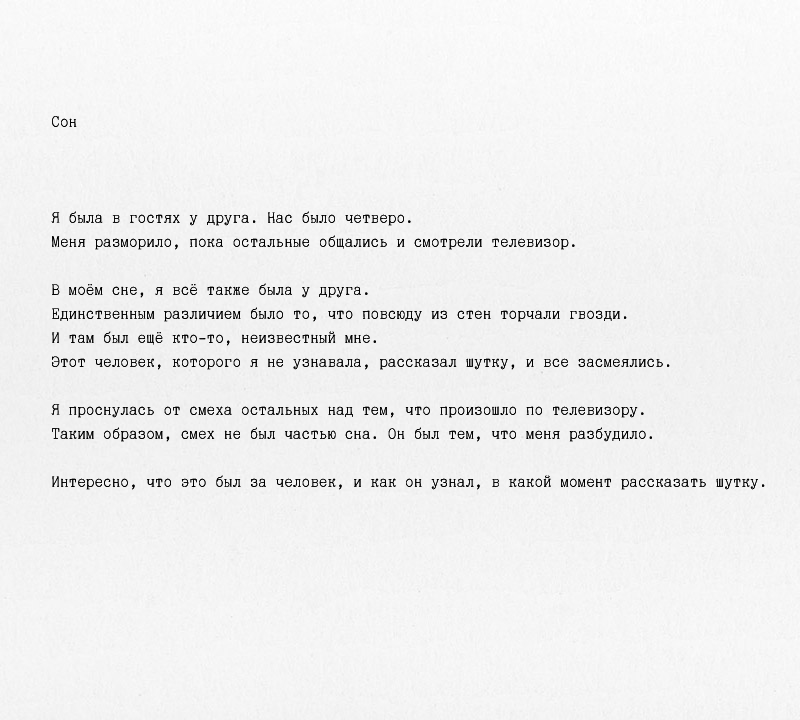 Сон
Я была в гостях у друга. Нас было четверо.
Меня разморило, пока остальные общались и смотрели телевизор.
В моём сне, я всё также была у друга.
Единственным различием было то, что повсюду из стен торчали гвозди.
И там был ещё кто-то, неизвестный мне.
Этот человек, которого я не узнавала, рассказал шутку, и все засмеялись.
Я проснулась от смеха остальных над тем, что произошло по телевизору.
Таким образом, смех не был частью сна. Он был тем, что меня разбудило.
Интересно, что это был за человек, и как он узнал, в какой момент рассказать шутку.